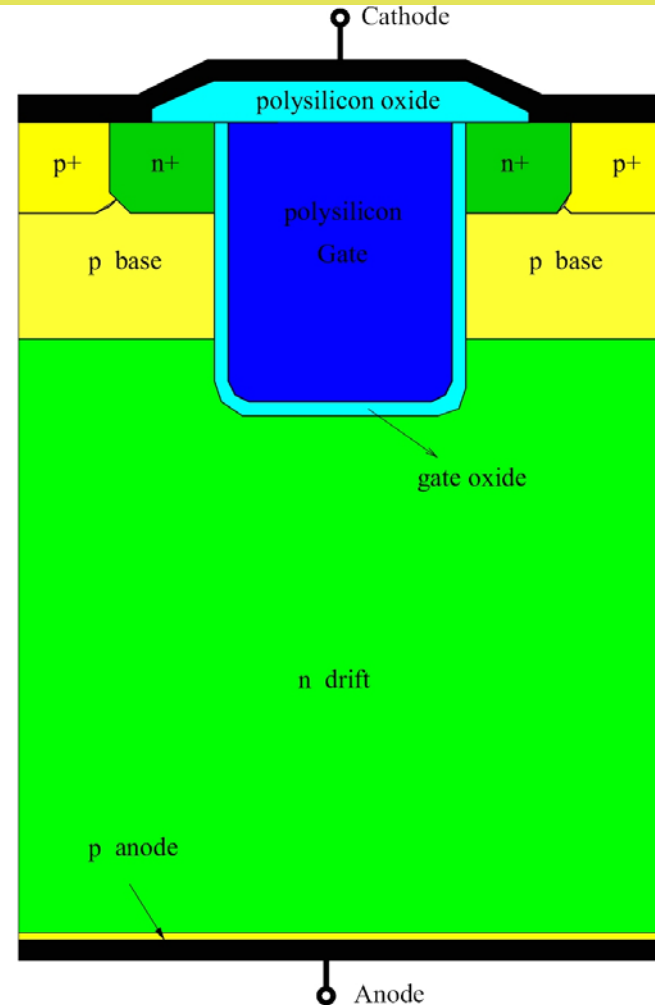 Cathode
polysilicon oxide
p+
n+
n+
p+
polysilicon
Gate
p base
p base
gate oxide
n drift
p anode
Anode